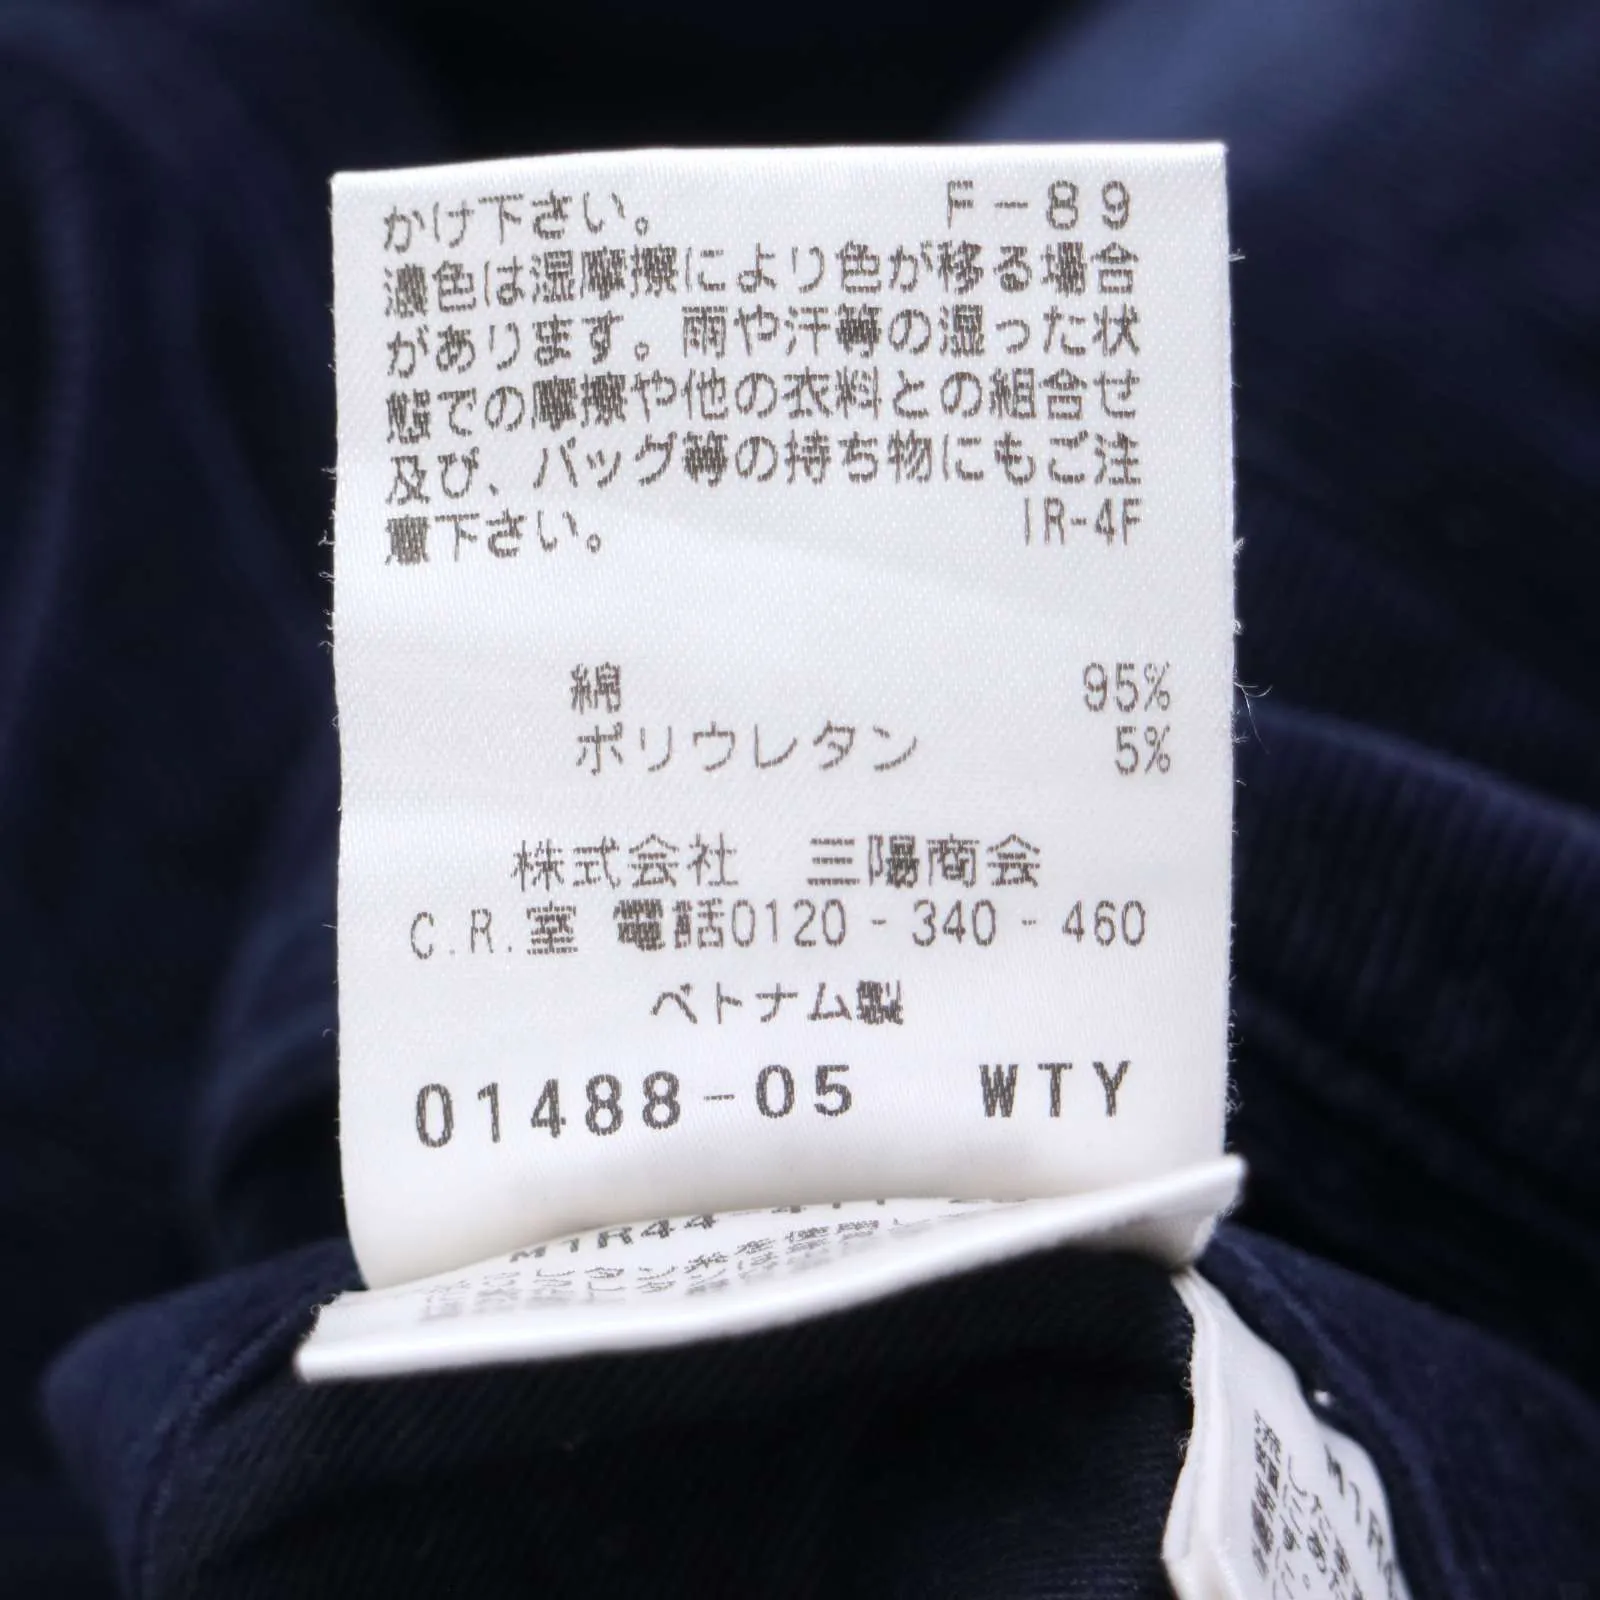 かけ下さい。 F-89
濃色は湿摩擦により色が移る場合
があります。雨や汗等の湿った状
態での摩擦や他の衣料との組合せ
及び、バッグ等の持ち物にもご注
意下さい。 IR-4F
綿 95%
ポリウレタン 5%
株式会社 三陽商会
C.R.室 電話0120-340-460
ベトナム製
01488-05 WTY
M1R44